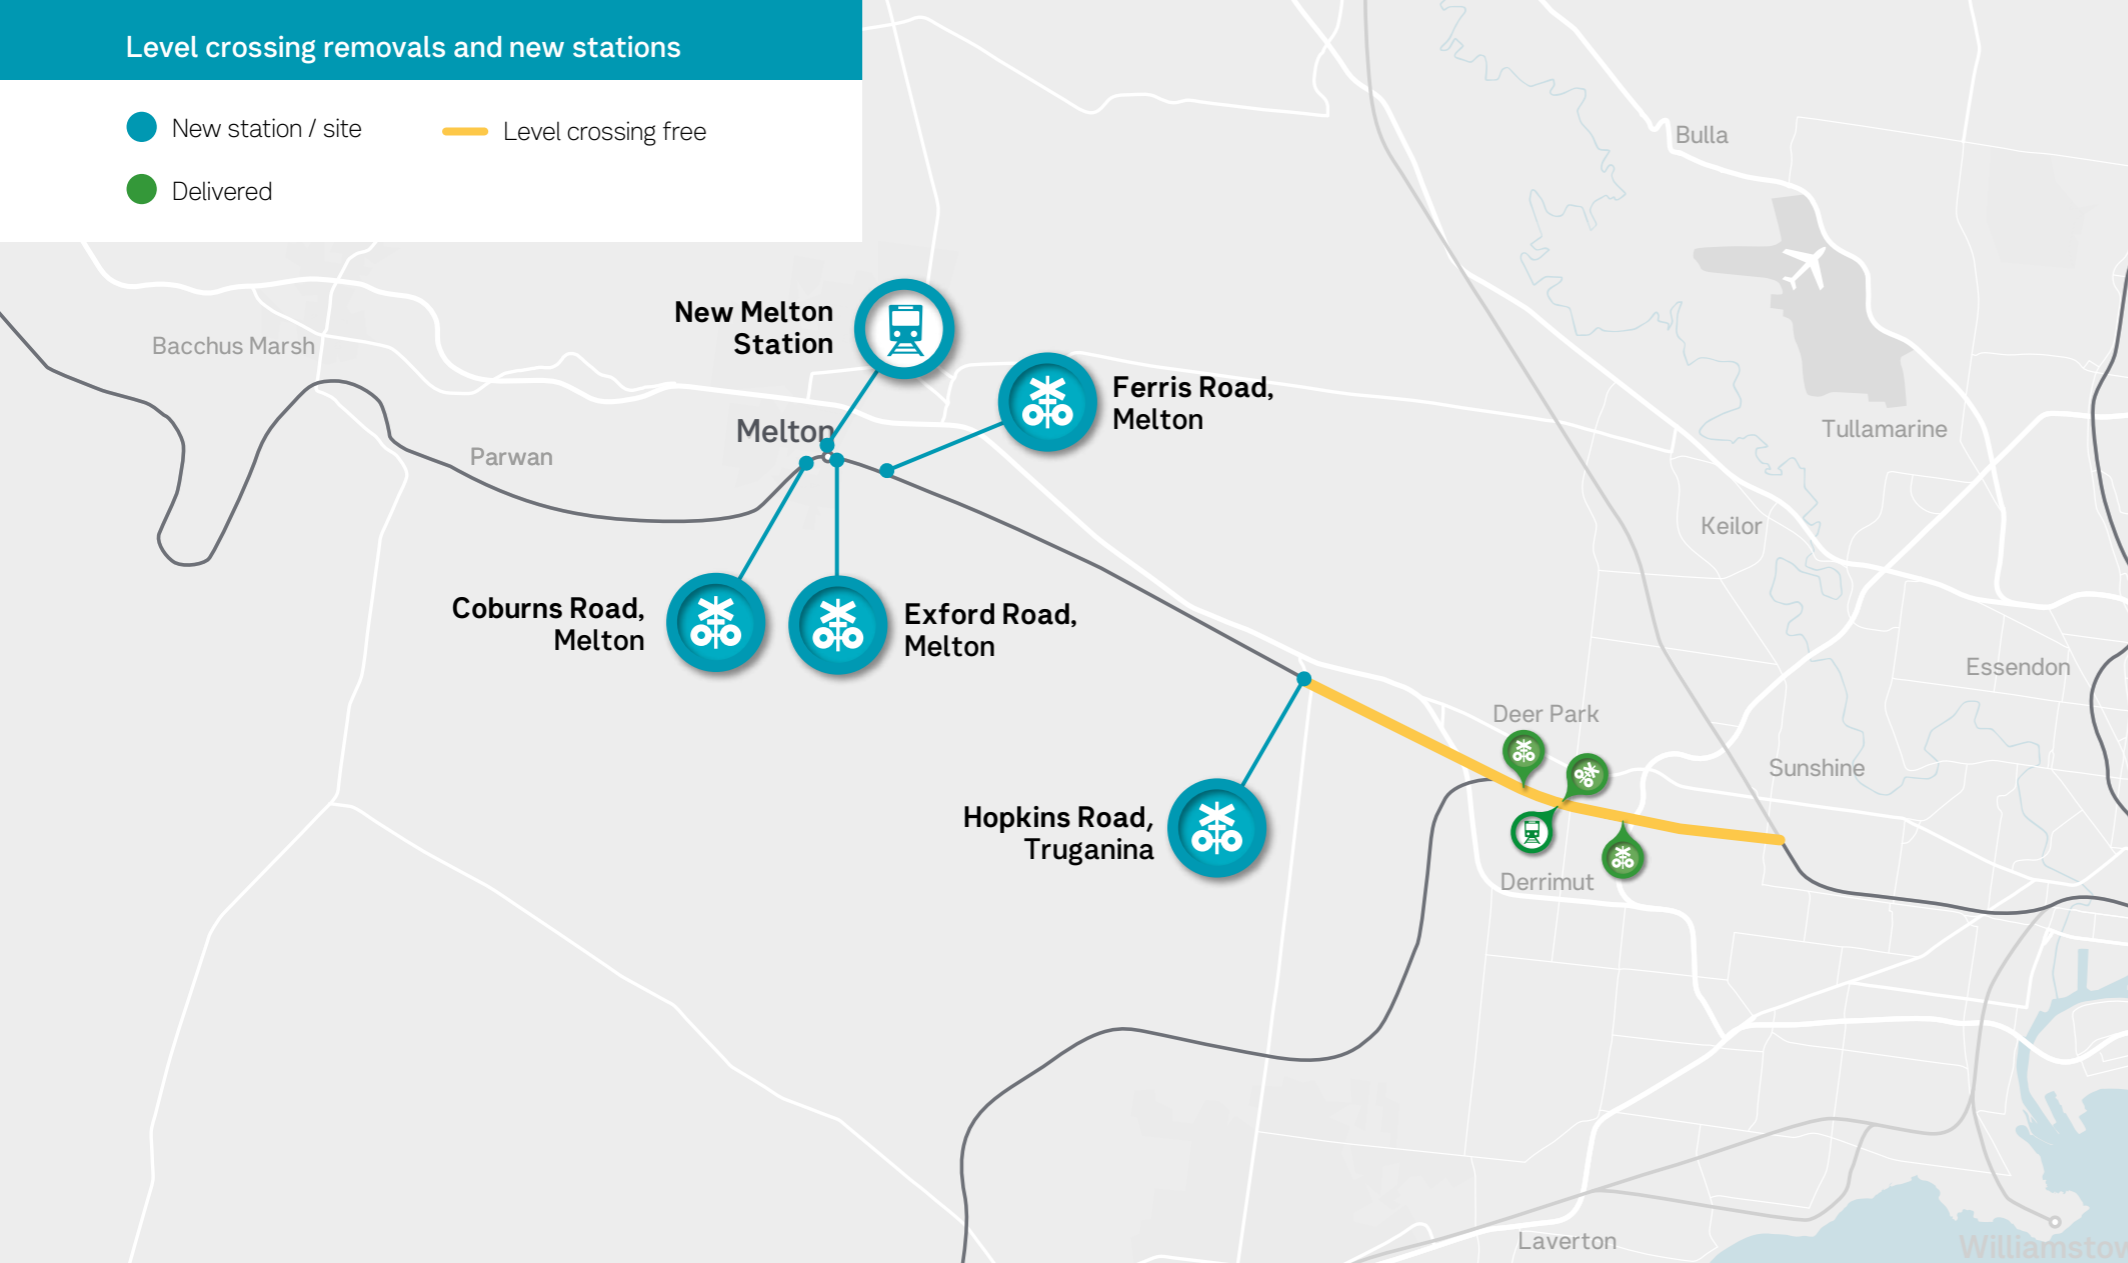 Level crossing removals and new stations
New station / site
Level crossing free
Delivered
Bulla
New Melton
Station
Bacchus Marsh
Ferris Road,
Melton
Melton
Tullamarine
Parwan
Keilor
Coburns Road,
Melton
Exford Road,
Melton
Essendon
Deer Park
Sunshine
Hopkins Road,
Truganina
Derrimut
Laverton
Williamstow